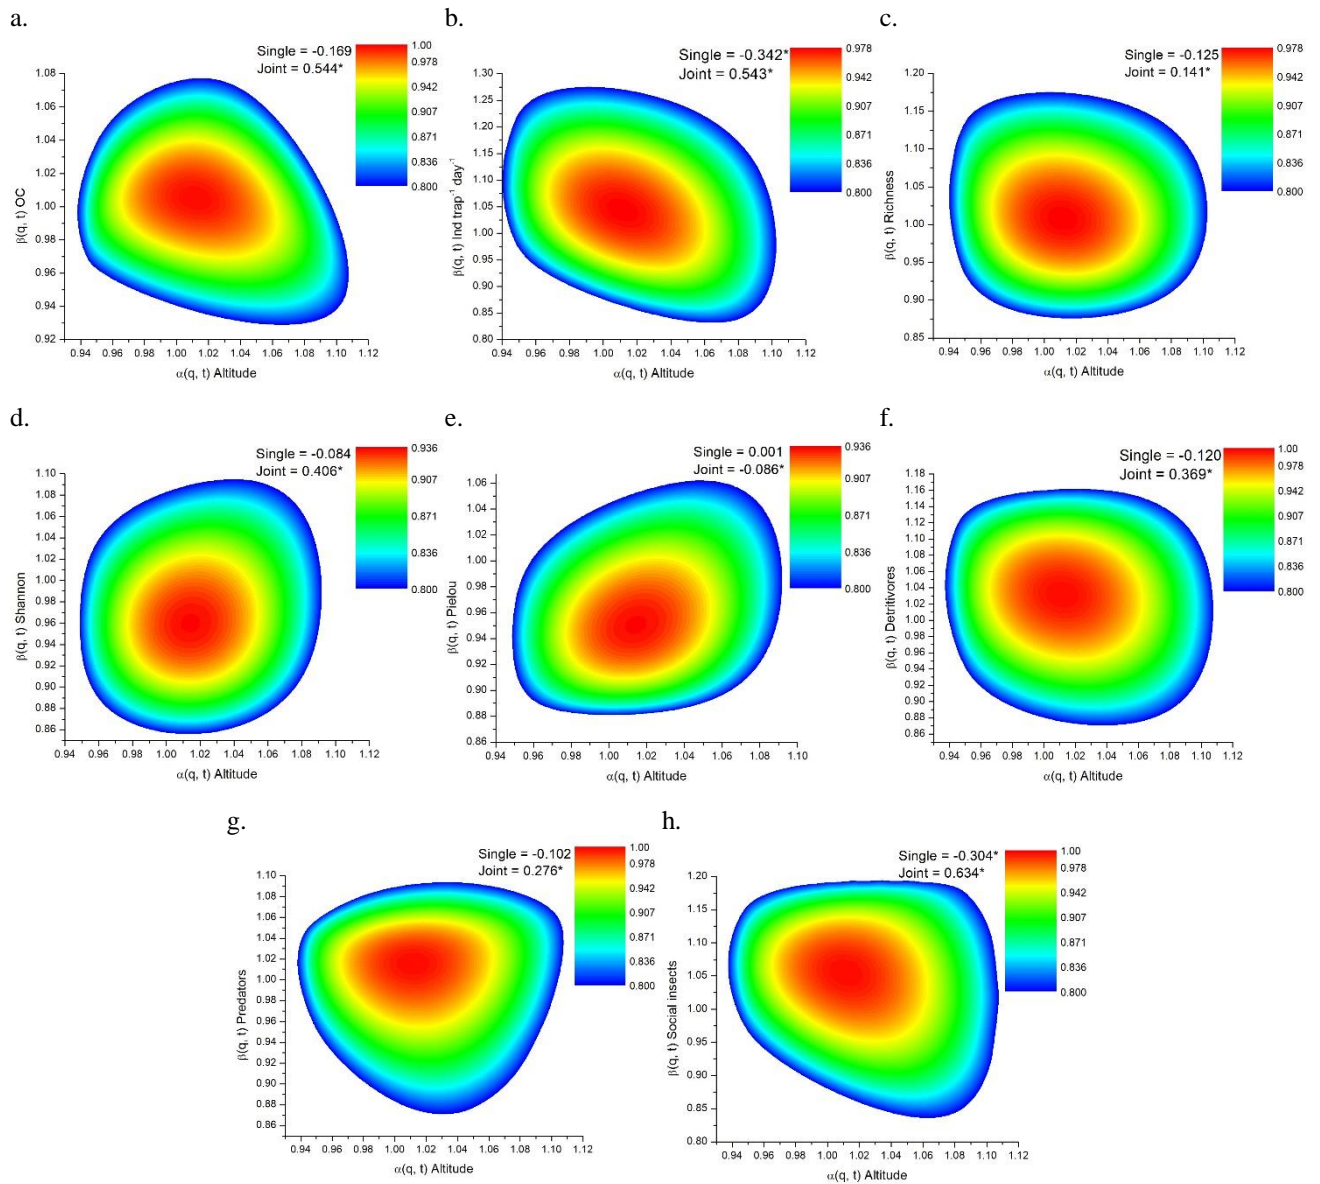 a.
Single = -0.169
Joint = 0.544*
1.00
0.978
0.942
0.907
0.871
0.836
0.800
1.08
1.06
1.04
1.02
1.00
0.98
0.96
0.94
0.92
β(q, t) OC
0.94 0.96 0.98 1.00 1.02 1.04 1.06 1.08 1.10 1.12
α(q, t) Altitude
b.
Single = -0.342*
Joint = 0.543*
0.978
0.942
0.907
0.871
0.836
0.800
1.30
1.25
1.20
1.15
1.10
1.05
1.00
0.95
0.90
0.85
0.80
β(q, t) Ind trap⁻¹ day⁻¹
0.94 0.96 0.98 1.00 1.02 1.04 1.06 1.08 1.10 1.12
α(q, t) Altitude
c.
Single = -0.125
Joint = 0.141*
0.978
0.942
0.907
0.871
0.836
0.800
1.20
1.15
1.10
1.05
1.00
0.95
0.90
0.85
β(q, t) Richness
0.94 0.96 0.98 1.00 1.02 1.04 1.06 1.08 1.10 1.12
α(q, t) Altitude
d.
Single = -0.084
Joint = 0.406*
0.936
0.907
0.871
0.836
0.800
1.10
1.08
1.06
1.04
1.02
1.00
0.98
0.96
0.94
0.92
0.90
0.88
0.86
β(q, t) Shannon
0.94 0.96 0.98 1.00 1.02 1.04 1.06 1.08 1.10 1.12
α(q, t) Altitude
e.
Single = 0.001
Joint = -0.086*
0.936
0.907
0.871
0.836
0.800
1.06
1.04
1.02
1.00
0.98
0.96
0.94
0.92
0.90
0.88
0.86
β(q, t) Pielou
0.94 0.96 0.98 1.00 1.02 1.04 1.06 1.08 1.10
α(q, t) Altitude
f.
Single = -0.120
Joint = 0.369*
1.00
0.978
0.942
0.907
0.871
0.836
0.800
1.18
1.16
1.14
1.12
1.10
1.08
1.06
1.04
1.02
1.00
0.98
0.96
0.94
0.92
0.90
0.88
0.86
β(q, t) Detritivores
0.94 0.96 0.98 1.00 1.02 1.04 1.06 1.08 1.10 1.12
α(q, t) Altitude
g.
Single = -0.102
Joint = 0.276*
1.00
0.978
0.942
0.907
0.871
0.836
0.800
1.10
1.08
1.06
1.04
1.02
1.00
0.98
0.96
0.94
0.92
0.90
0.88
0.86
β(q, t) Predators
0.94 0.96 0.98 1.00 1.02 1.04 1.06 1.08 1.10 1.12
α(q, t) Altitude
h.
Single = -0.304*
Joint = 0.634*
1.00
0.978
0.942
0.907
0.871
0.836
0.800
1.20
1.15
1.10
1.05
1.00
0.95
0.90
0.85
0.80
β(q, t) Social insects
0.94 0.96 0.98 1.00 1.02 1.04 1.06 1.08 1.10 1.12
α(q, t) Altitude